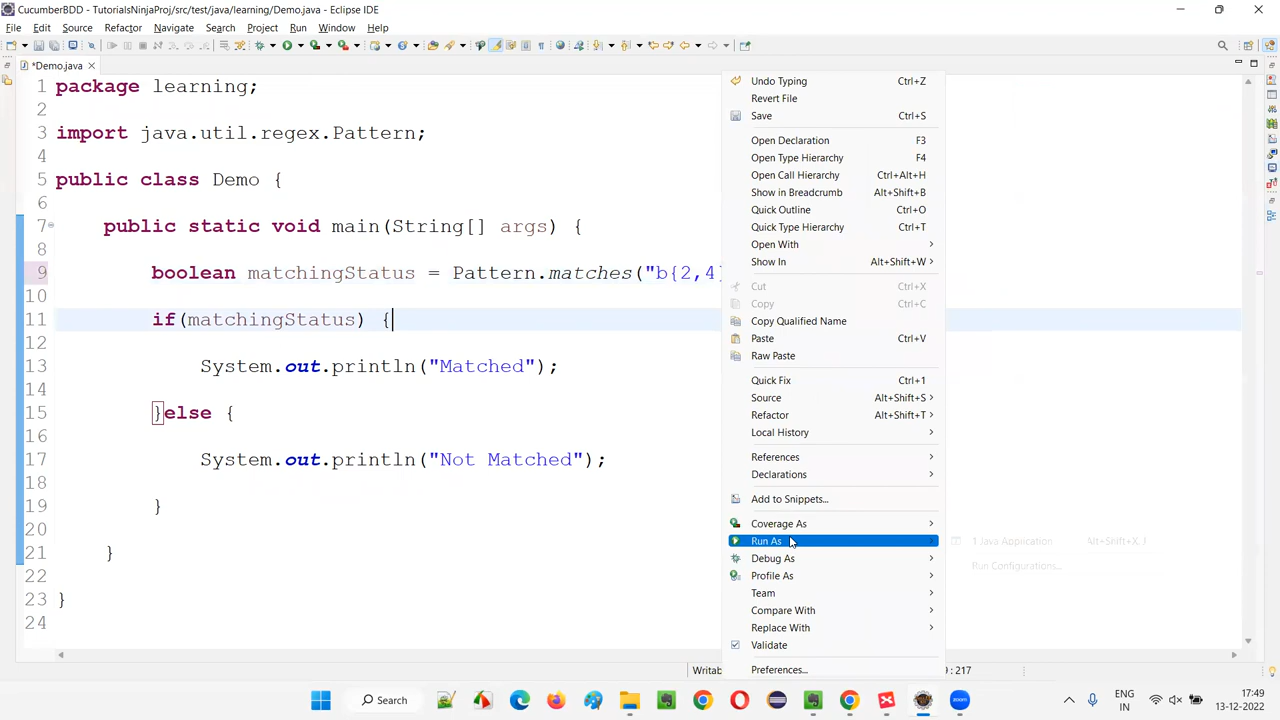 CucumberBDD - TutorialsNinjaProj/src/test/java/learning/Demo.java - Eclipse IDE
File Edit Source Refactor Navigate Search Project Run Window Help
*Demo.java
1 package learning;
2
3 import java.util.regex.Pattern;
4
5 public class Demo {
6
7 public static void main(String[] args) {
8
9 boolean matchingStatus = Pattern.matches("b{2,4}
10
11 if(matchingStatus) {
12
13 System.out.println("Matched");
14
15 }else {
16
17 System.out.println("Not Matched");
18
19 }
20
21 }
22
23 }
24
Undo Typing Ctrl+Z
Revert File
Save Ctrl+S
Open Declaration F3
Open Type Hierarchy F4
Open Call Hierarchy Ctrl+Alt+H
Show in Breadcrumb Alt+Shift+B
Quick Outline Ctrl+O
Quick Type Hierarchy Ctrl+T
Open With
Show In Alt+Shift+W
Cut Ctrl+X
Copy Ctrl+C
Copy Qualified Name
Paste Ctrl+V
Raw Paste
Quick Fix Ctrl+1
Source Alt+Shift+S
Refactor Alt+Shift+T
Local History
References
Declarations
Add to Snippets...
Coverage As
Run As
Debug As
Profile As
Team
Compare With
Replace With
Validate
Preferences...
1 Java Application Alt+Shift+X, J
Run Configurations...
Writab
: 217
Search
ENG
IN
17:49
13-12-2022